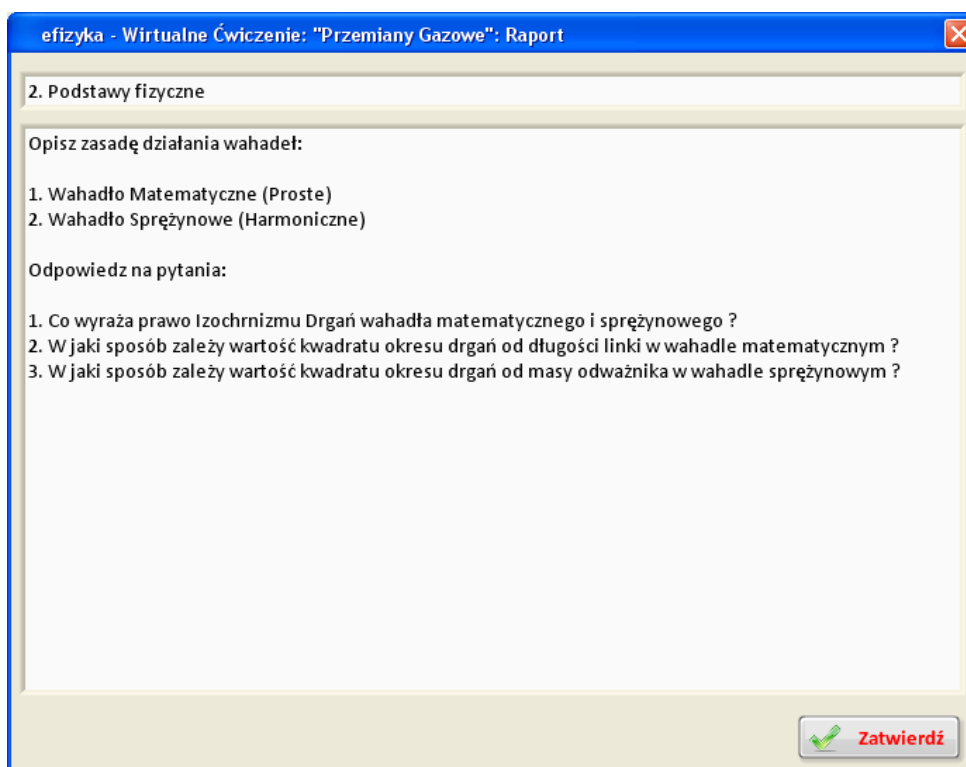 efizyka - Wirtualne Ćwiczenie: "Przemiany Gazowe": Raport
2. Podstawy fizyczne
Opisz zasadę działania wahadeł:
1. Wahadło Matematyczne (Proste)
2. Wahadło Sprężynowe (Harmoniczne)
Odpowiedz na pytania:
1. Co wyraża prawo Izochrnizmu Drgań wahadła matematycznego i sprężynowego ?
2. W jaki sposób zależy wartość kwadratu okresu drgań od długości linki w wahadle matematycznym ?
3. W jaki sposób zależy wartość kwadratu okresu drgań od masy odważnika w wahadle sprężynowym ?
Zatwierdź